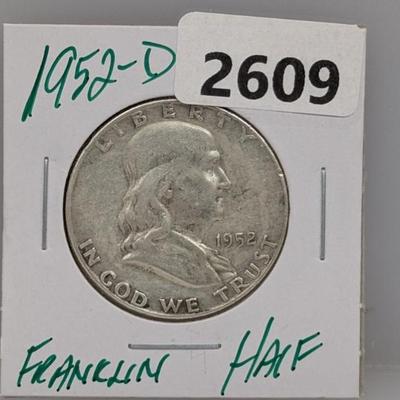 1952-D
2609
LIBERTY
1952
IN GOD WE TRUST
FRANKLIN HALF